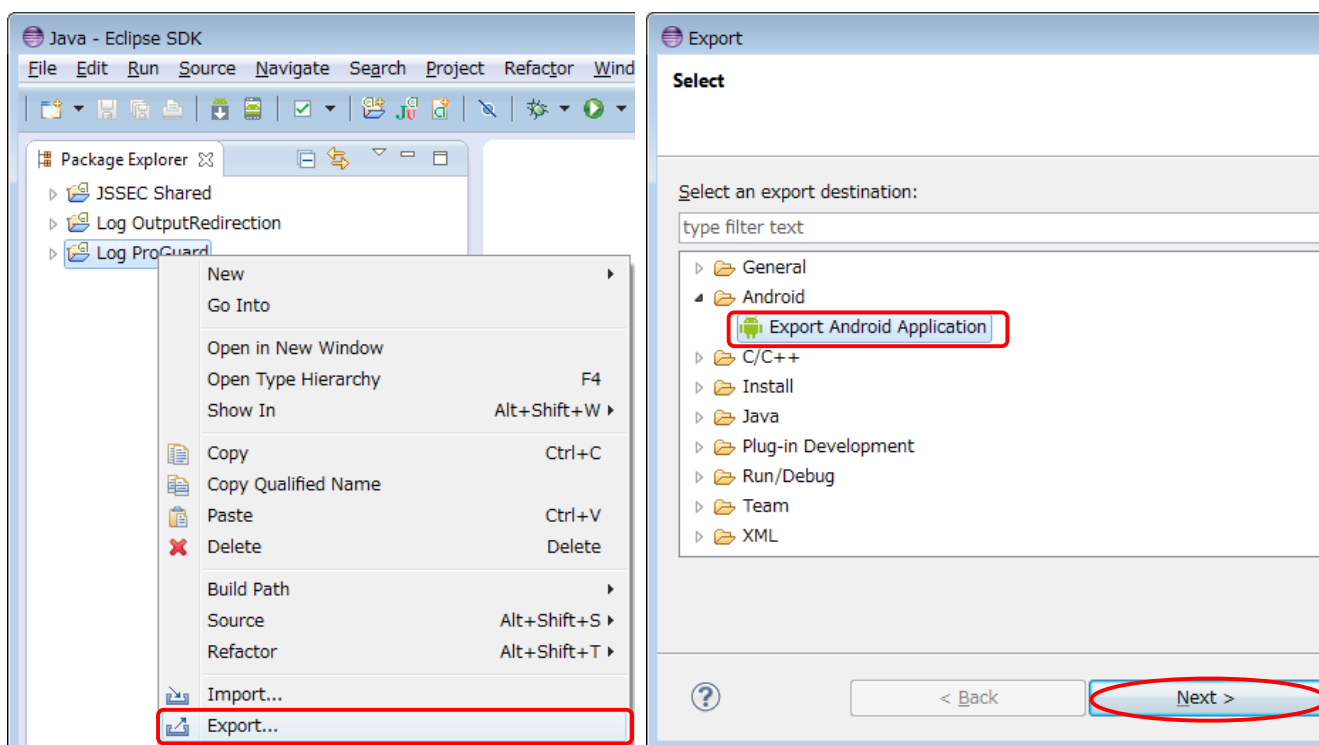 Java - Eclipse SDK
File Edit Run Source Navigate Search Project Refactor Wind
Package Explorer
JSSEC Shared
Log OutputRedirection
Log ProGuard
New
Go Into
Open in New Window
Open Type Hierarchy F4
Show In Alt+Shift+W
Copy Ctrl+C
Copy Qualified Name
Paste Ctrl+V
Delete Delete
Build Path
Source Alt+Shift+S
Refactor Alt+Shift+T
Import...
Export...
Export
Select
Select an export destination:
type filter text
General
Android
Export Android Application
C/C++
Install
Java
Plug-in Development
Run/Debug
Team
XML
< Back Next >